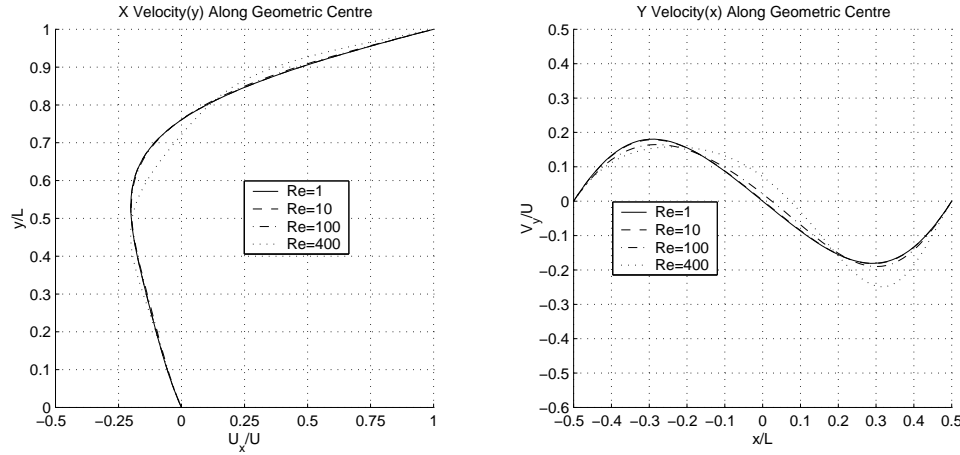 X Velocity(y) Along Geometric Centre
1
0.9
0.8
0.7
0.6
0.5
0.4
0.3
0.2
0.1
0
y/L
−0.5
−0.25
0
0.25
0.5
0.75
1
U_x/U
Re=1
Re=10
Re=100
Re=400
Y Velocity(x) Along Geometric Centre
0.5
0.4
0.3
0.2
0.1
0
−0.1
−0.2
−0.3
−0.4
−0.5
−0.6
V_y/U
−0.5
−0.4
−0.3
−0.2
−0.1
0
0.1
0.2
0.3
0.4
0.5
x/L
Re=1
Re=10
Re=100
Re=400